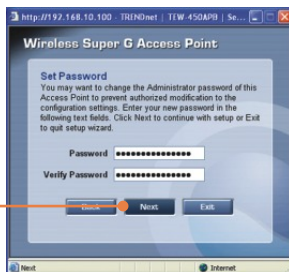 http://192.168.10.100 - TRENDnet | TEW-450APB | Se...
Wireless Super G Access Point
Set Password
You may want to change the Administrator password of this
Access Point to prevent authorized modification to the
configuration settings. Enter your new password in the
following text fields. Click Next to continue with setup or Exit
to quit setup wizard.
Password
Verify Password
Back Next Exit
Next Internet